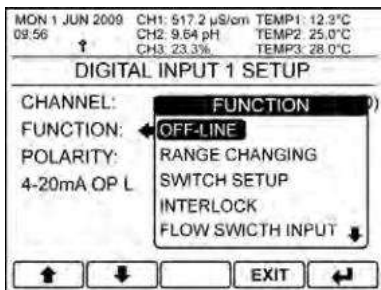 MON 1 JUN 2009 CH1: 517.2 µS/cm TEMP1: 12.3°C
09:56 CH2: 9.64 pH TEMP2: 25.0°C
CH3: 23.3% TEMP3: 28.0°C
DIGITAL INPUT 1 SETUP
CHANNEL: FUNCTION )
FUNCTION: OFF-LINE
POLARITY: RANGE CHANGING
4-20mA OP L SWITCH SETUP
INTERLOCK
FLOW SWICTH INPUT
EXIT